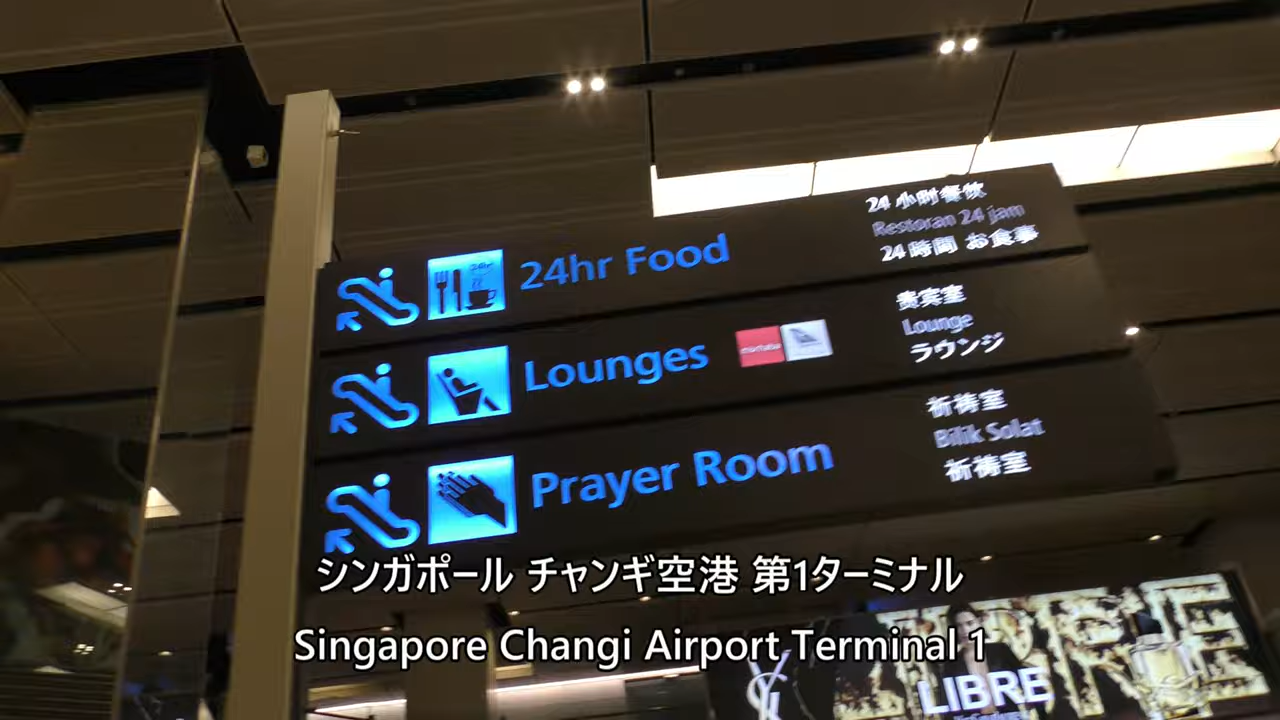 24hr Food
24 小时餐饮
Restoran 24 jam
24 時間 お食事
Lounges
贵宾室
Lounge
ラウンジ
Prayer Room
祈祷室
Bilik Solat
祈祷室
シンガポール チャンギ空港 第1ターミナル
Singapore Changi Airport Terminal 1
LIBRE